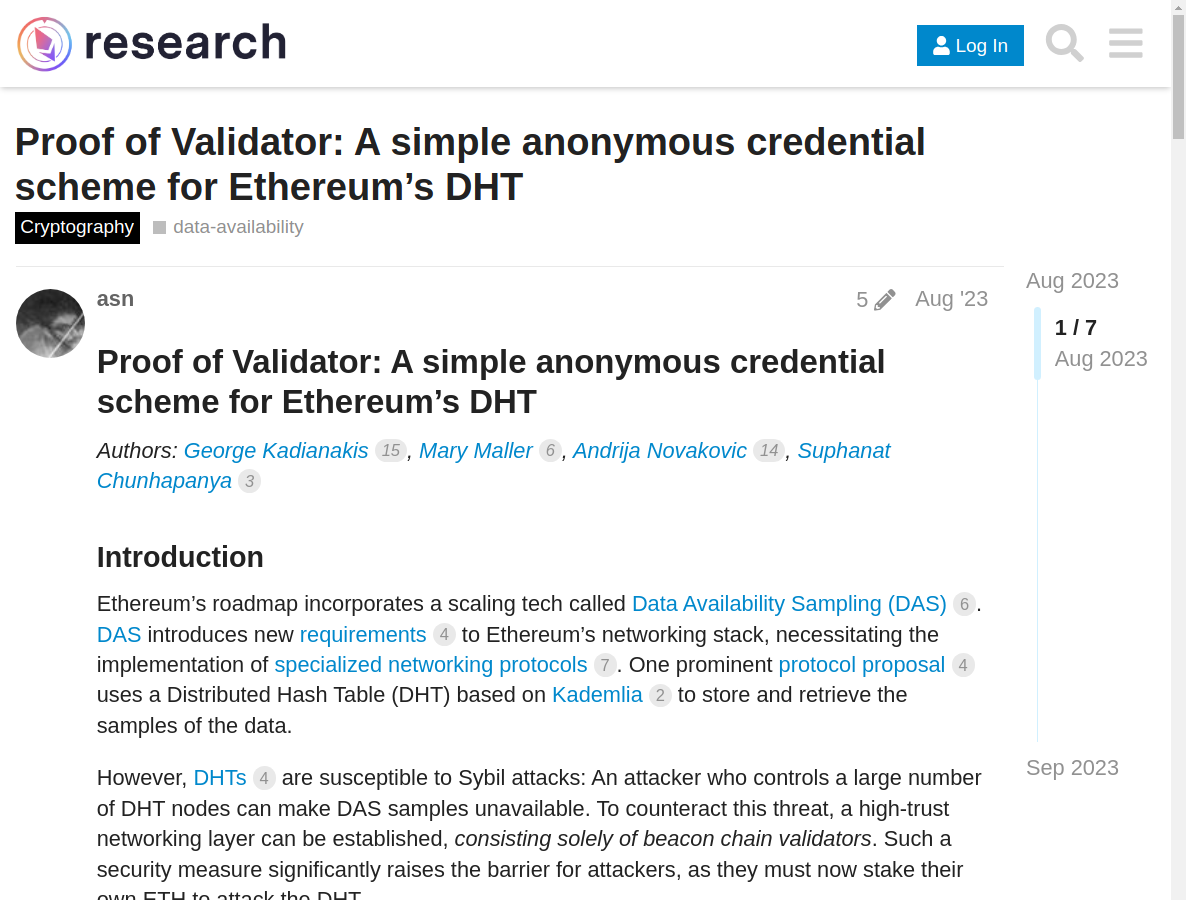 research
Log In
Proof of Validator: A simple anonymous credential
scheme for Ethereum’s DHT
Cryptography data-availability
Aug 2023
asn 5 Aug '23
1 / 7
Aug 2023
Proof of Validator: A simple anonymous credential
scheme for Ethereum’s DHT
Authors: George Kadianakis 15, Mary Maller 6, Andrija Novakovic 14, Suphanat
Chunhapanya 3
Introduction
Ethereum’s roadmap incorporates a scaling tech called Data Availability Sampling (DAS) 6.
DAS introduces new requirements 4 to Ethereum’s networking stack, necessitating the
implementation of specialized networking protocols 7. One prominent protocol proposal 4
uses a Distributed Hash Table (DHT) based on Kademlia 2 to store and retrieve the
samples of the data.
However, DHTs 4 are susceptible to Sybil attacks: An attacker who controls a large number
of DHT nodes can make DAS samples unavailable. To counteract this threat, a high-trust
networking layer can be established, consisting solely of beacon chain validators. Such a
security measure significantly raises the barrier for attackers, as they must now stake their
own ETH to attack the DHT.
Sep 2023